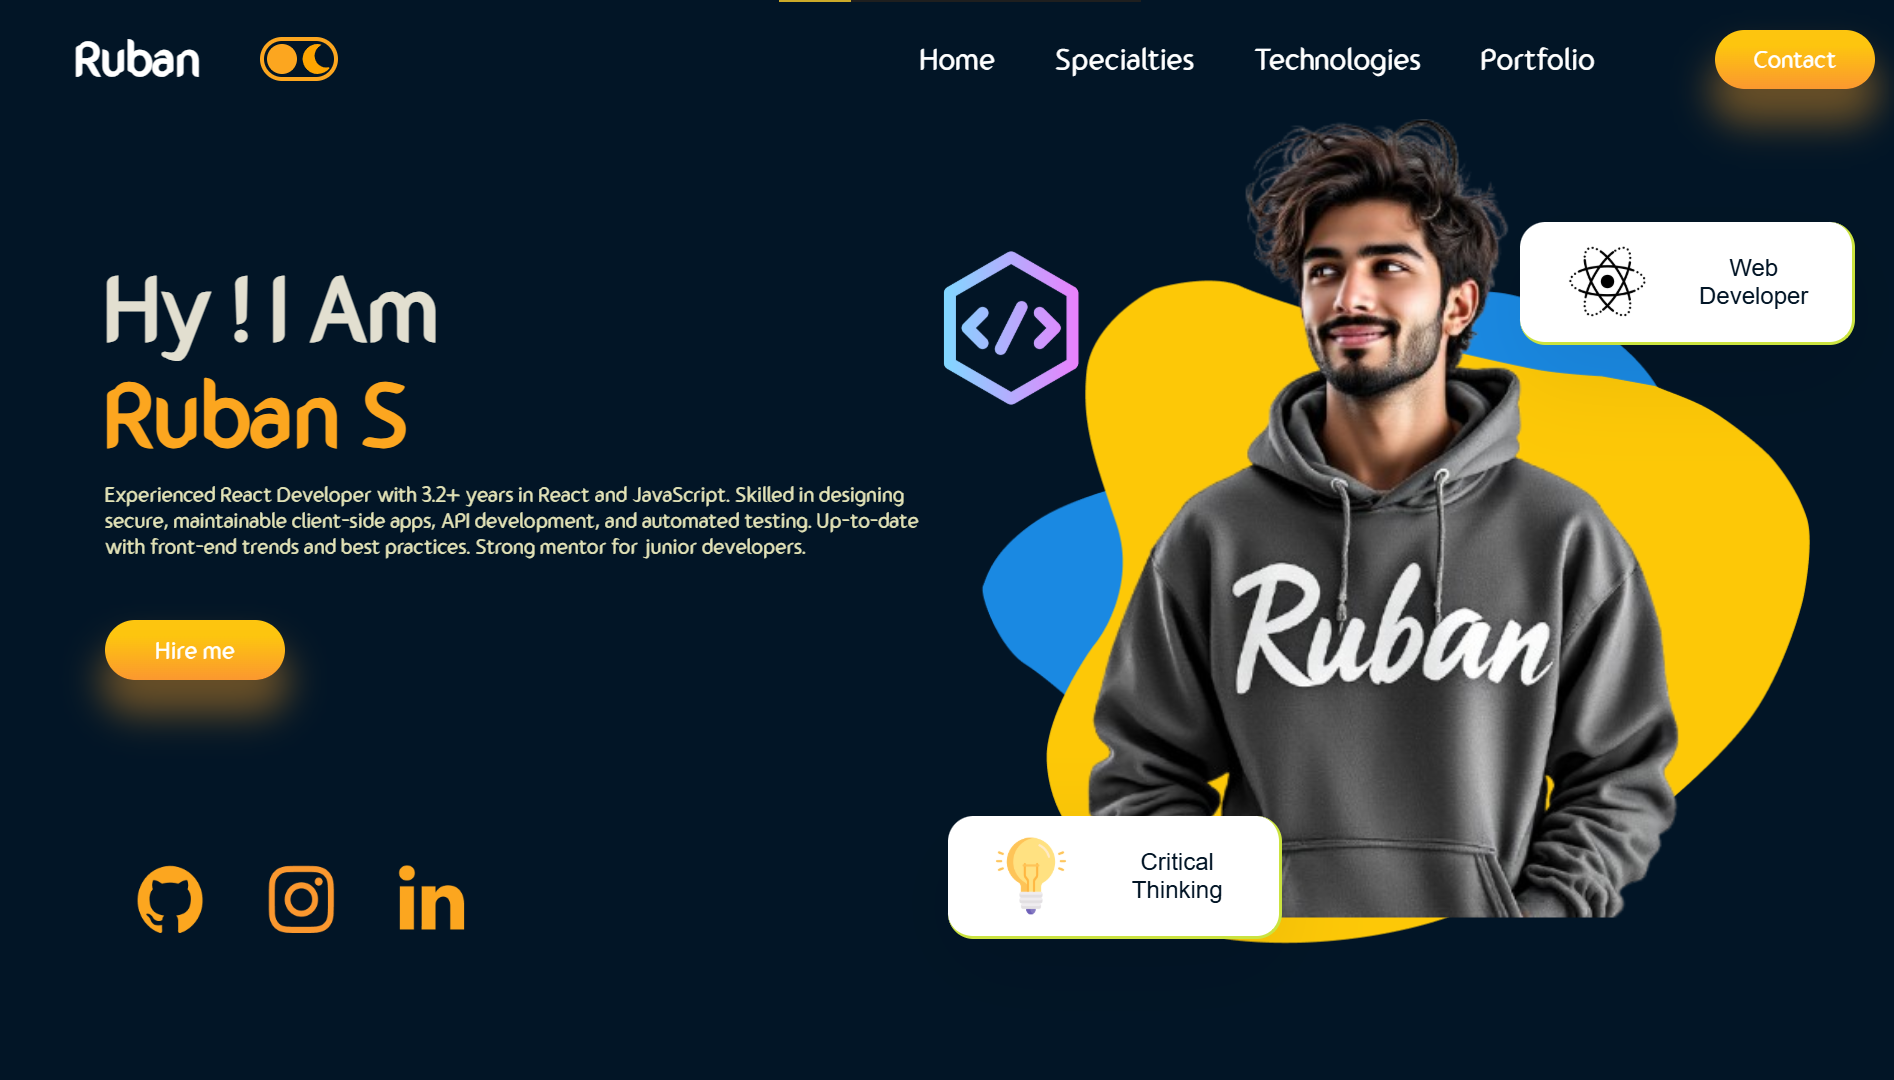 Ruban
Home
Specialties
Technologies
Portfolio
Contact
Hy ! I Am
Ruban S
Experienced React Developer with 3.2+ years in React and JavaScript. Skilled in designing
secure, maintainable client-side apps, API development, and automated testing. Up-to-date
with front-end trends and best practices. Strong mentor for junior developers.
Hire me
</>
Web
Developer
Ruban
Critical
Thinking
in